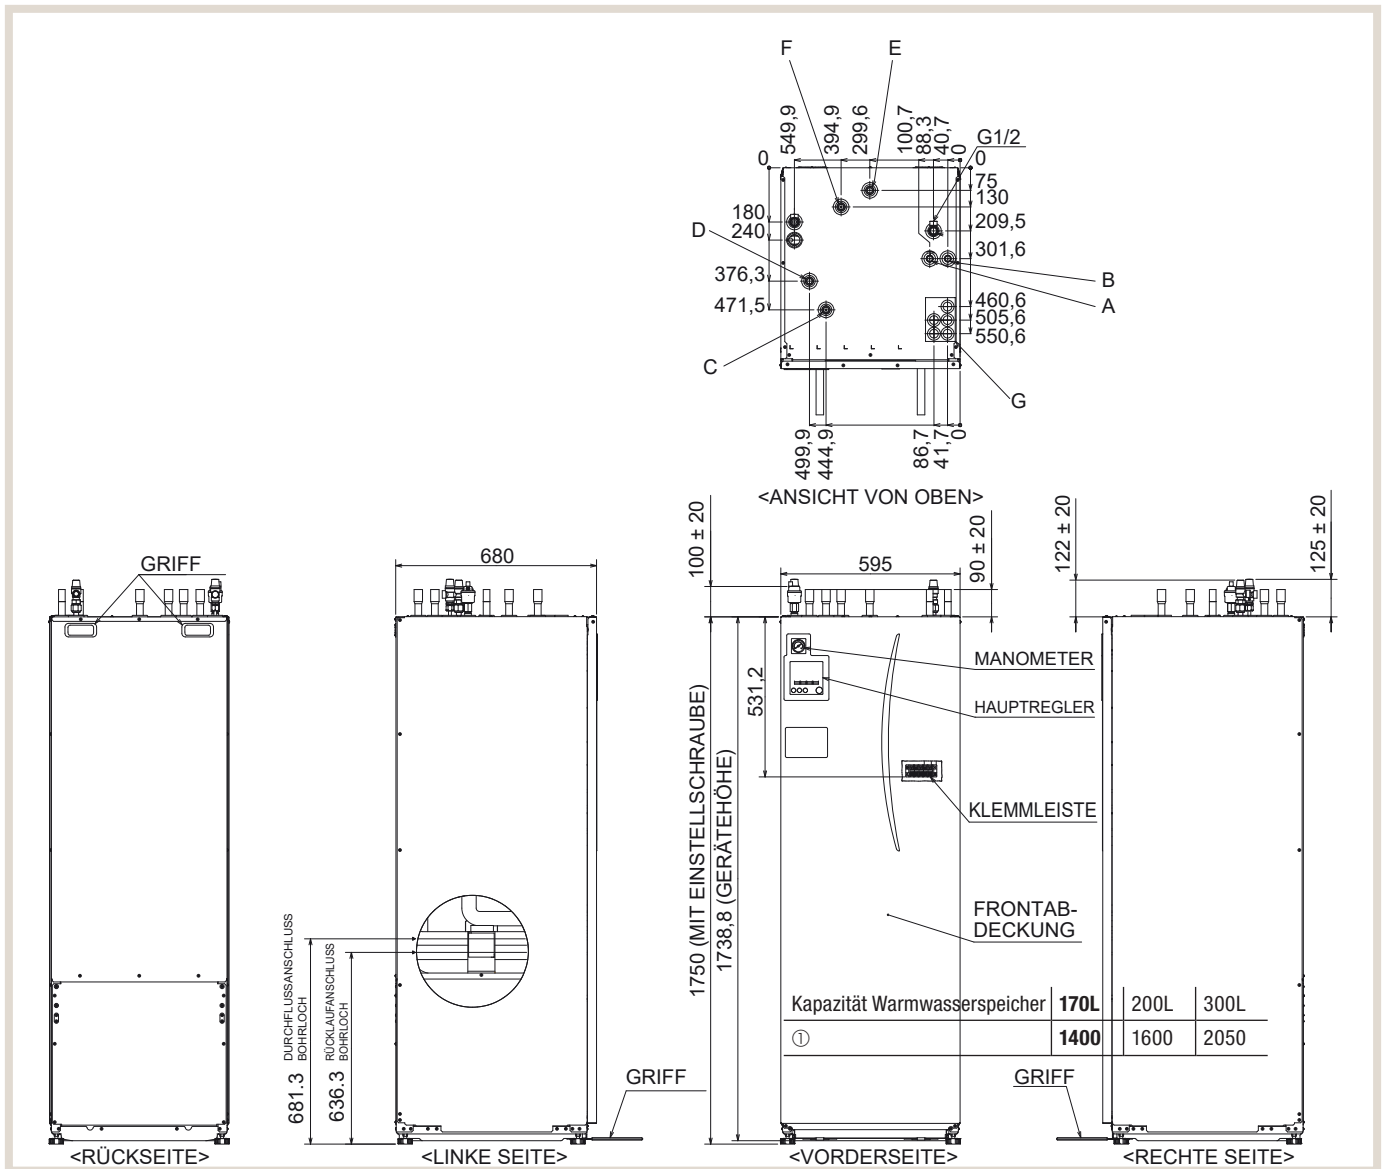 F
E
549,9
394,9
299,6
100,7
88,3
40,7
0
G1/2
0
0
75
130
209,5
301,6
460,6
505,6
550,6
180
240
376,3
471,5
D
C
B
A
G
499,9
444,9
86,7
41,7
0
<ANSICHT VON OBEN>
GRIFF
680
100 ± 20
595
90 ± 20
122 ± 20
125 ± 20
MANOMETER
HAUPTREGLER
531,2
KLEMMLEISTE
1750 (MIT EINSTELLSCHRAUBE)
1738,8 (GERÄTEHÖHE)
FRONTAB-
DECKUNG
681.3 DURCHFLUSSANSCHLUSS
BOHRLOCH
636.3 RÜCKLAUFANSCHLUSS
BOHRLOCH
Kapazität Warmwasserspeicher 170L 200L 300L
① 1400 1600 2050
GRIFF
GRIFF
<RÜCKSEITE>
<LINKE SEITE>
<VORDERSEITE>
<RECHTE SEITE>